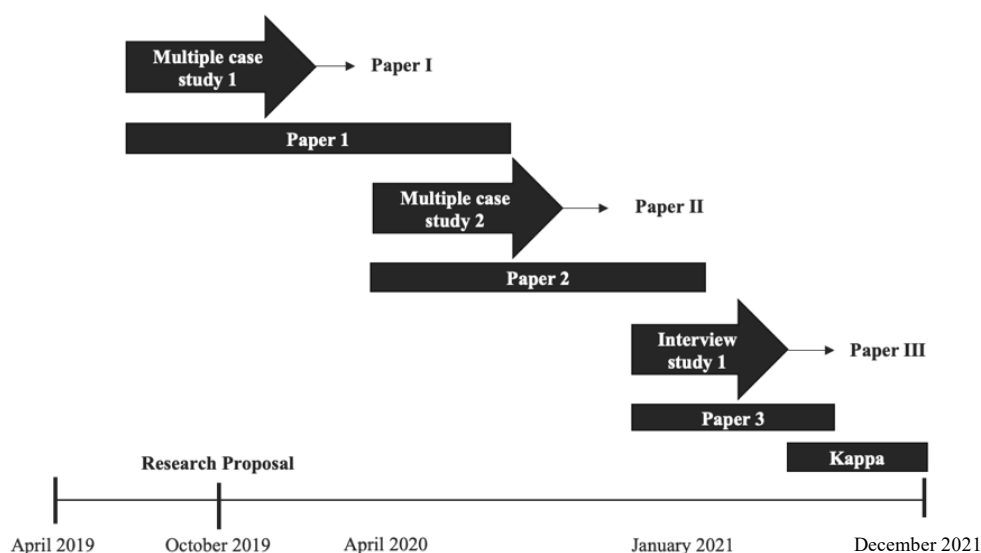 Multiple case
study 1
Paper I
Paper 1
Multiple case
study 2
Paper II
Paper 2
Interview
study 1
Paper III
Paper 3
Kappa
Research Proposal
April 2019
October 2019
April 2020
January 2021
December 2021